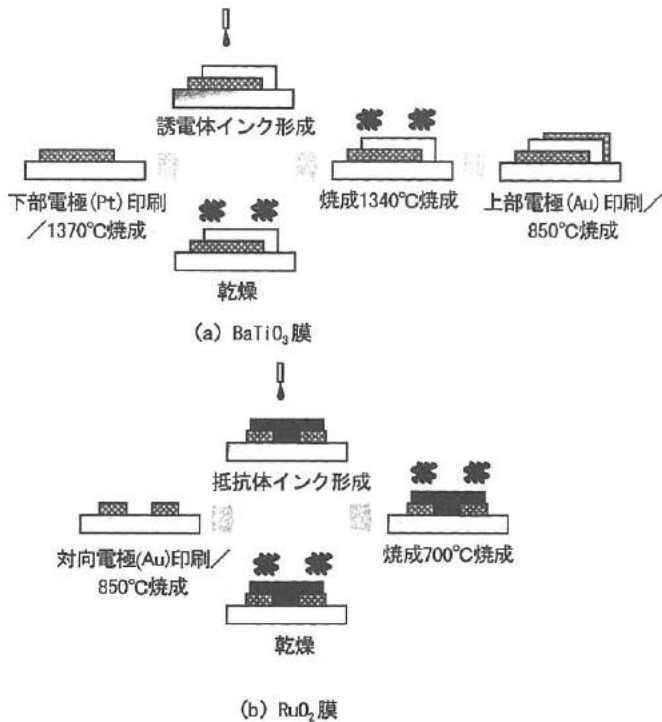 誘電体インク形成
下部電極(Pt)印刷
／1370℃焼成
焼成1340℃焼成
上部電極(Au)印刷／
850℃焼成
乾燥
(a) BaTiO₃膜
抵抗体インク形成
対向電極(Au)印刷／
850℃焼成
焼成700℃焼成
乾燥
(b) RuO₂膜